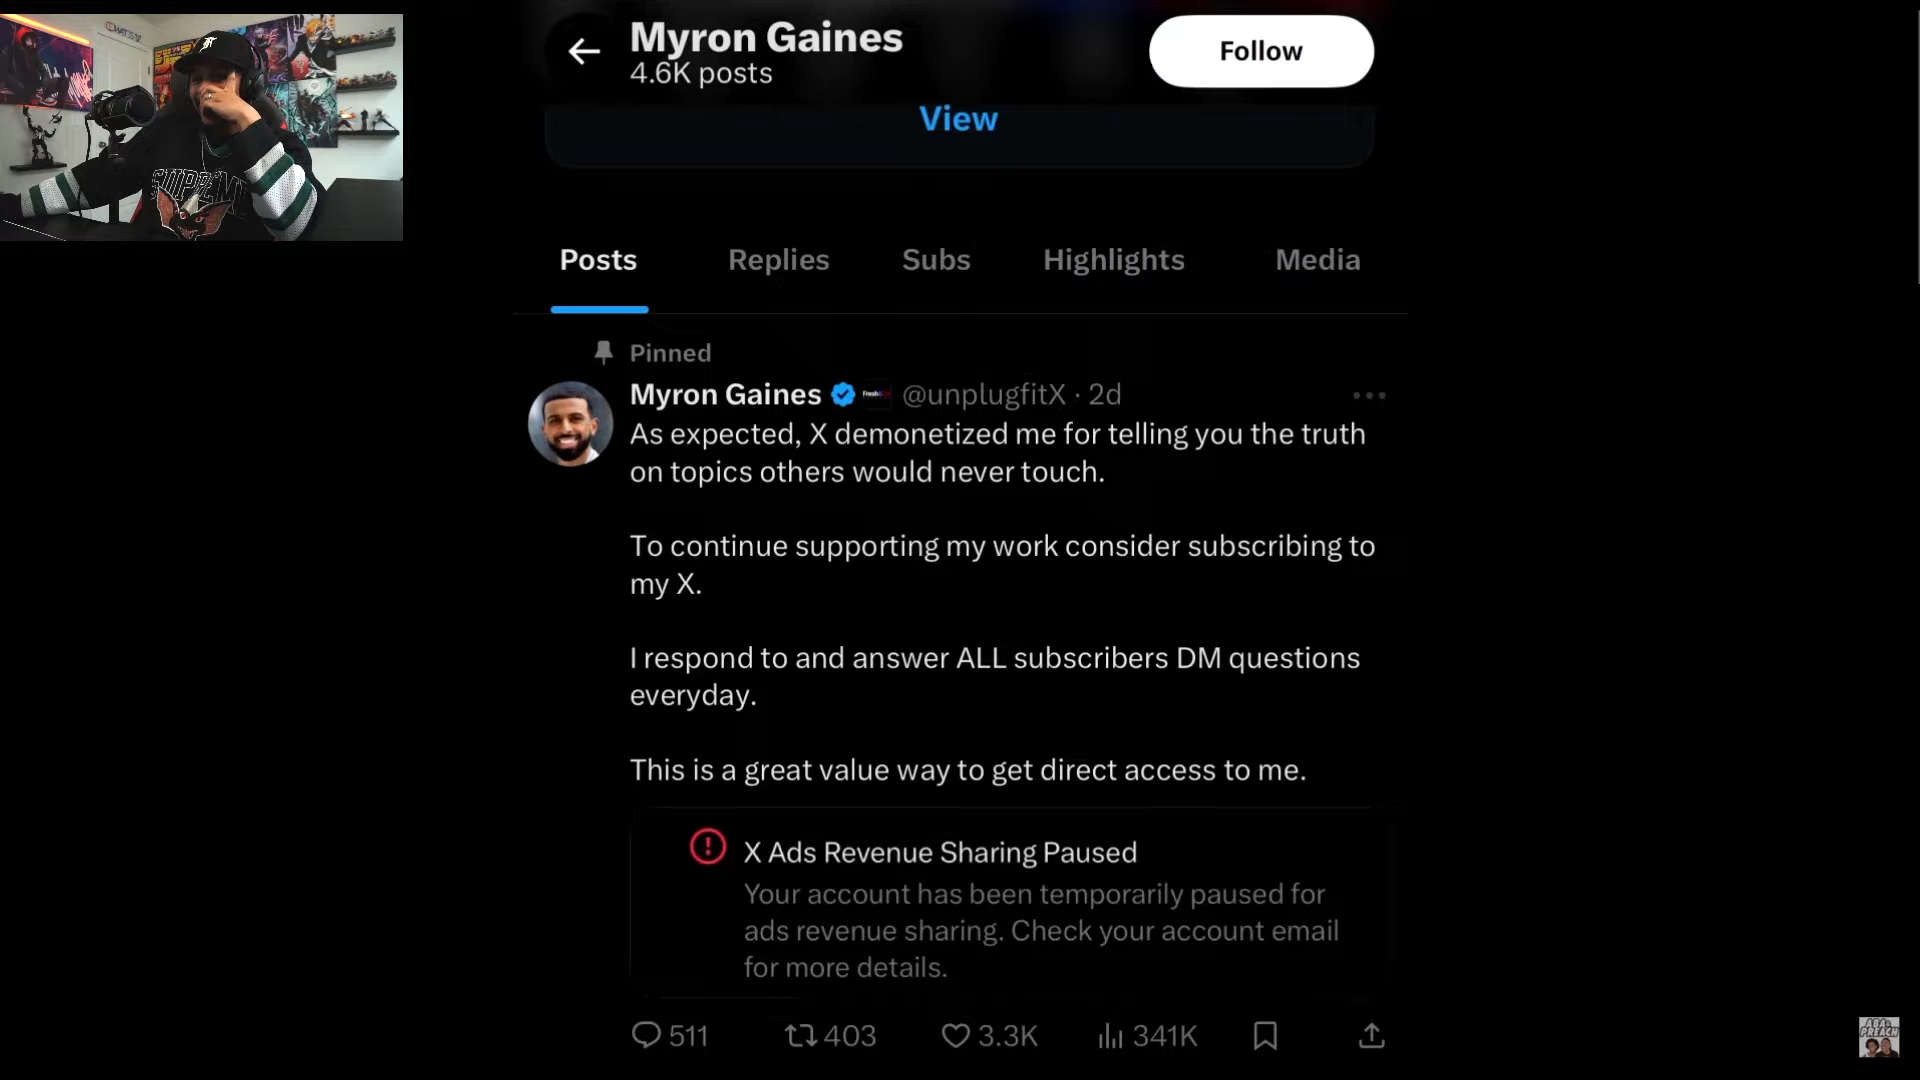 Myron Gaines
4.6K posts
Follow
View
Posts
Replies
Subs
Highlights
Media
Pinned
Myron Gaines @unplugfitX · 2d
As expected, X demonetized me for telling you the truth
on topics others would never touch.
To continue supporting my work consider subscribing to
my X.
I respond to and answer ALL subscribers DM questions
everyday.
This is a great value way to get direct access to me.
X Ads Revenue Sharing Paused
Your account has been temporarily paused for
ads revenue sharing. Check your account email
for more details.
511
403
3.3K
341K
PREACH